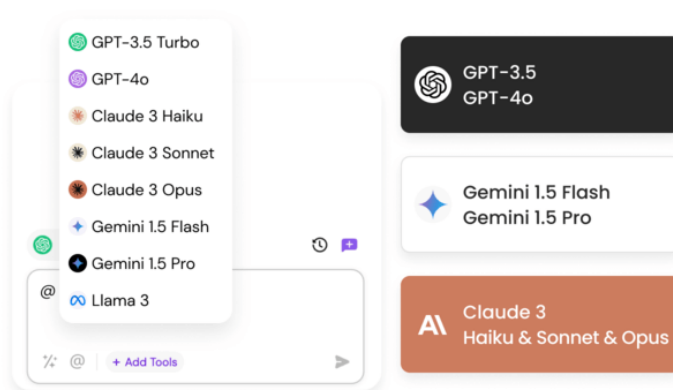 GPT-3.5 Turbo
GPT-4o
Claude 3 Haiku
Claude 3 Sonnet
Claude 3 Opus
Gemini 1.5 Flash
Gemini 1.5 Pro
Llama 3
@
@
+ Add Tools
GPT-3.5
GPT-4o
Gemini 1.5 Flash
Gemini 1.5 Pro
A\
Claude 3
Haiku & Sonnet & Opus